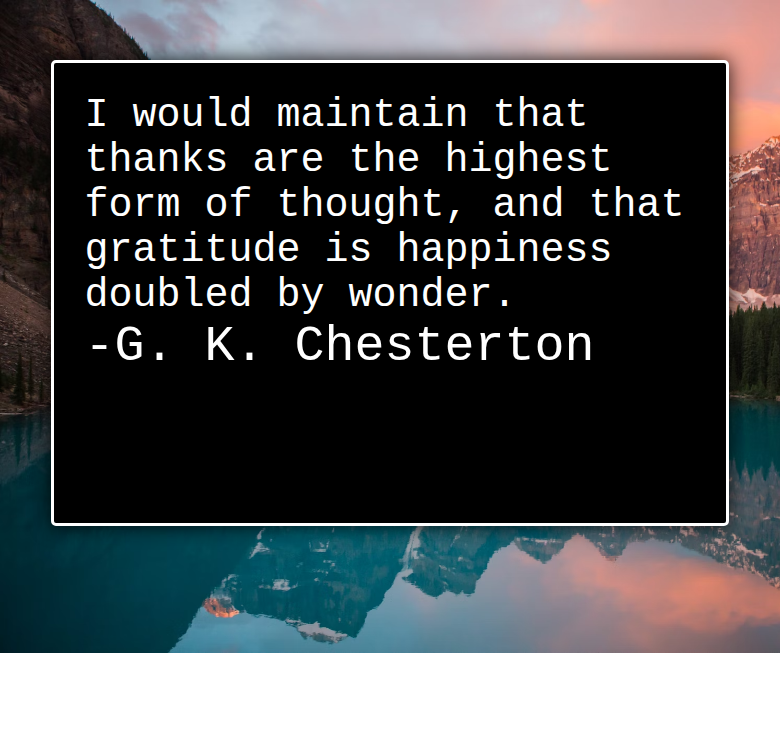 I would maintain that
thanks are the highest
form of thought, and that
gratitude is happiness
doubled by wonder.
-G. K. Chesterton